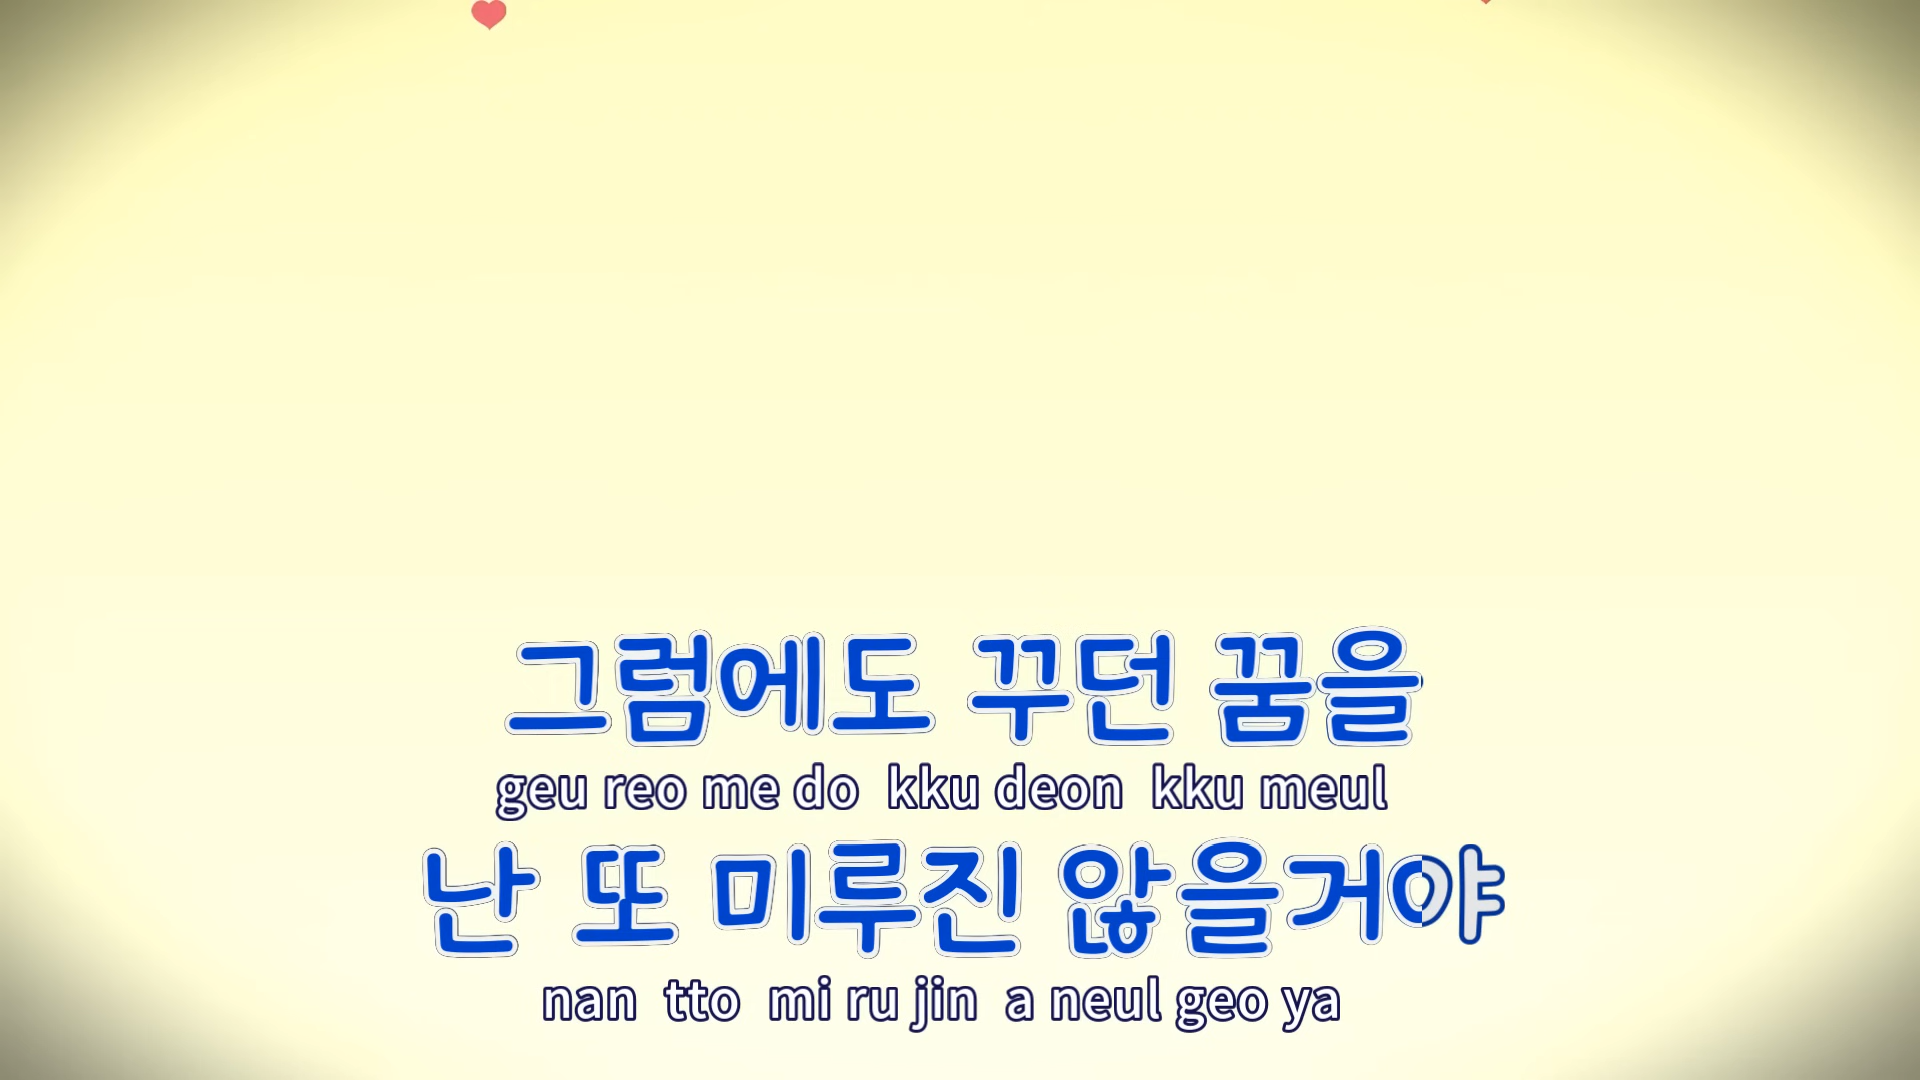 그럼에도 꾸던 꿈을
geu reo me do kku deon kku meul
난 또 미루진 않을거야
nan tto mi ru jin a neul geo ya